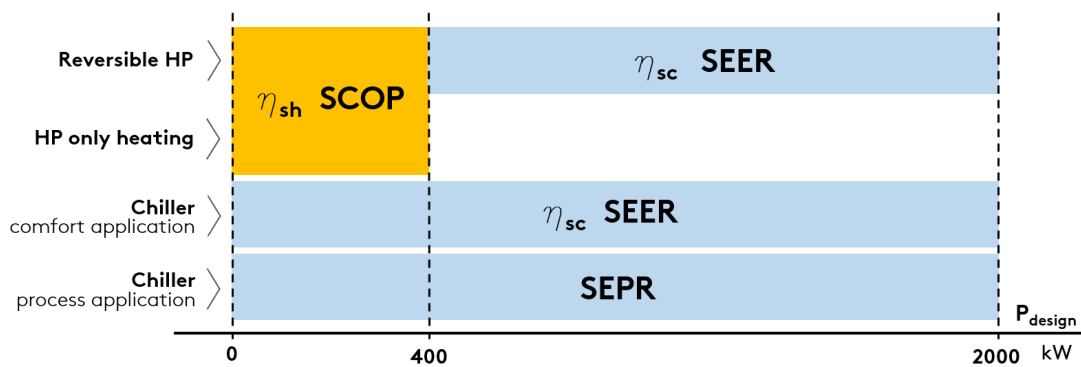 Reversible HP
ηsc SEER
ηsh SCOP
HP only heating
Chiller
comfort application
ηsc SEER
Chiller
process application
SEPR
Pdesign
0
400
2000
kW